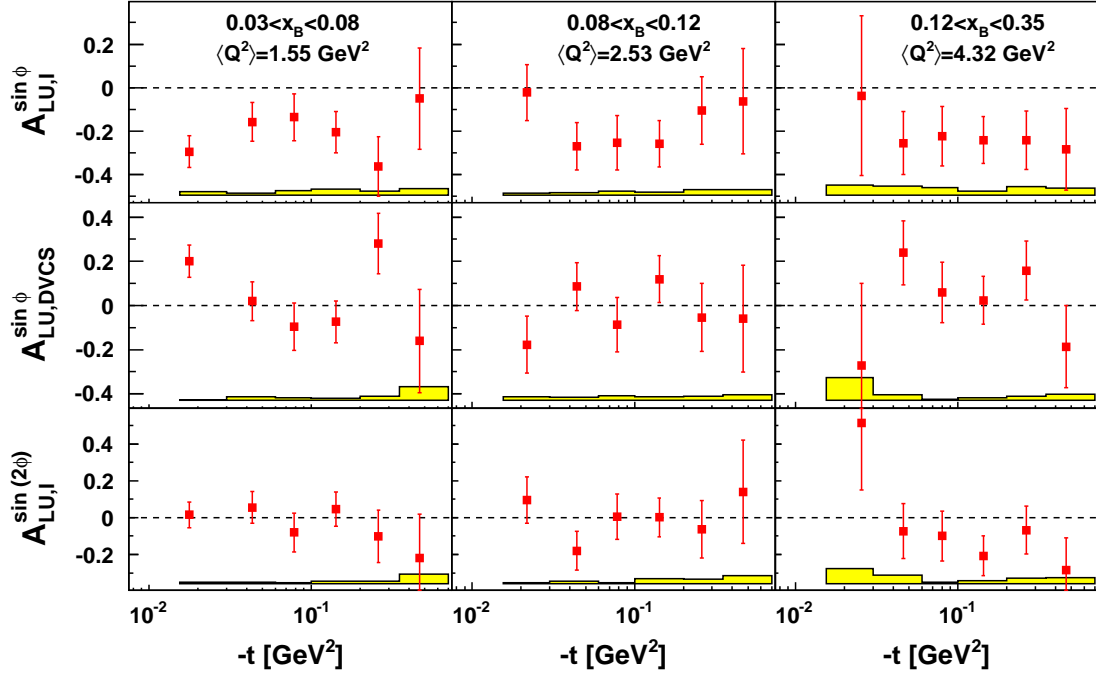 0.03<x_B<0.08
⟨Q²⟩=1.55 GeV²
0.08<x_B<0.12
⟨Q²⟩=2.53 GeV²
0.12<x_B<0.35
⟨Q²⟩=4.32 GeV²
A_{LU,I}^{sin ϕ}
0.2
0
-0.2
-0.4
A_{LU,DVCS}^{sin ϕ}
0.4
0.2
0
-0.2
-0.4
A_{LU,I}^{sin (2ϕ)}
0.4
0.2
0
-0.2
10⁻² 10⁻¹ 10⁻² 10⁻¹ 10⁻² 10⁻¹
-t [GeV²] -t [GeV²] -t [GeV²]